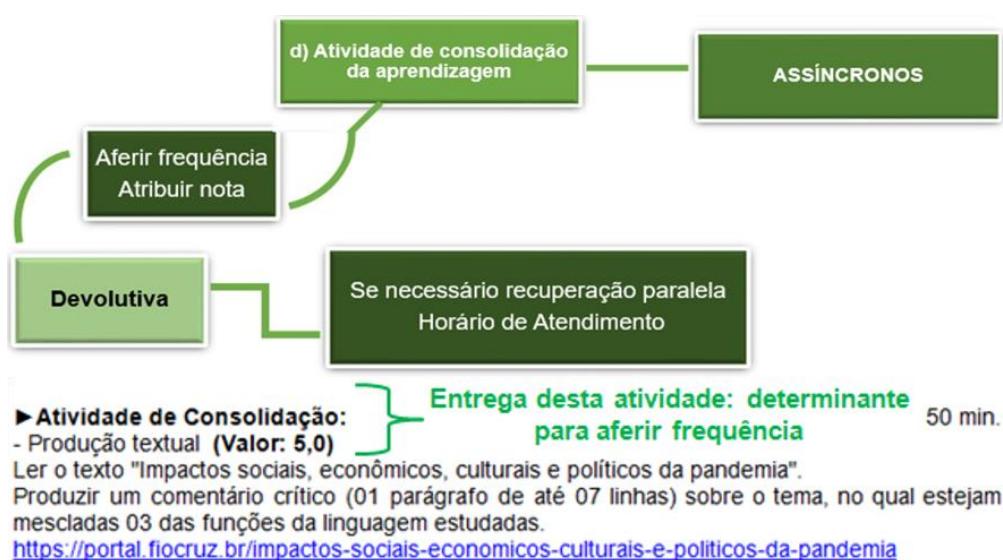 d) Atividade de consolidação
da aprendizagem
ASSÍNCRONOS
Aferir frequência
Atribuir nota
Devolutiva
Se necessário recuperação paralela
Horário de Atendimento
►Atividade de Consolidação:
- Produção textual (Valor: 5,0)
Entrega desta atividade: determinante
para aferir frequência
50 min.
Ler o texto "Impactos sociais, econômicos, culturais e políticos da pandemia".
Produzir um comentário crítico (01 parágrafo de até 07 linhas) sobre o tema, no qual estejam
mescladas 03 das funções da linguagem estudadas.
https://portal.fiocruz.br/impactos-sociais-economicos-culturais-e-politicos-da-pandemia